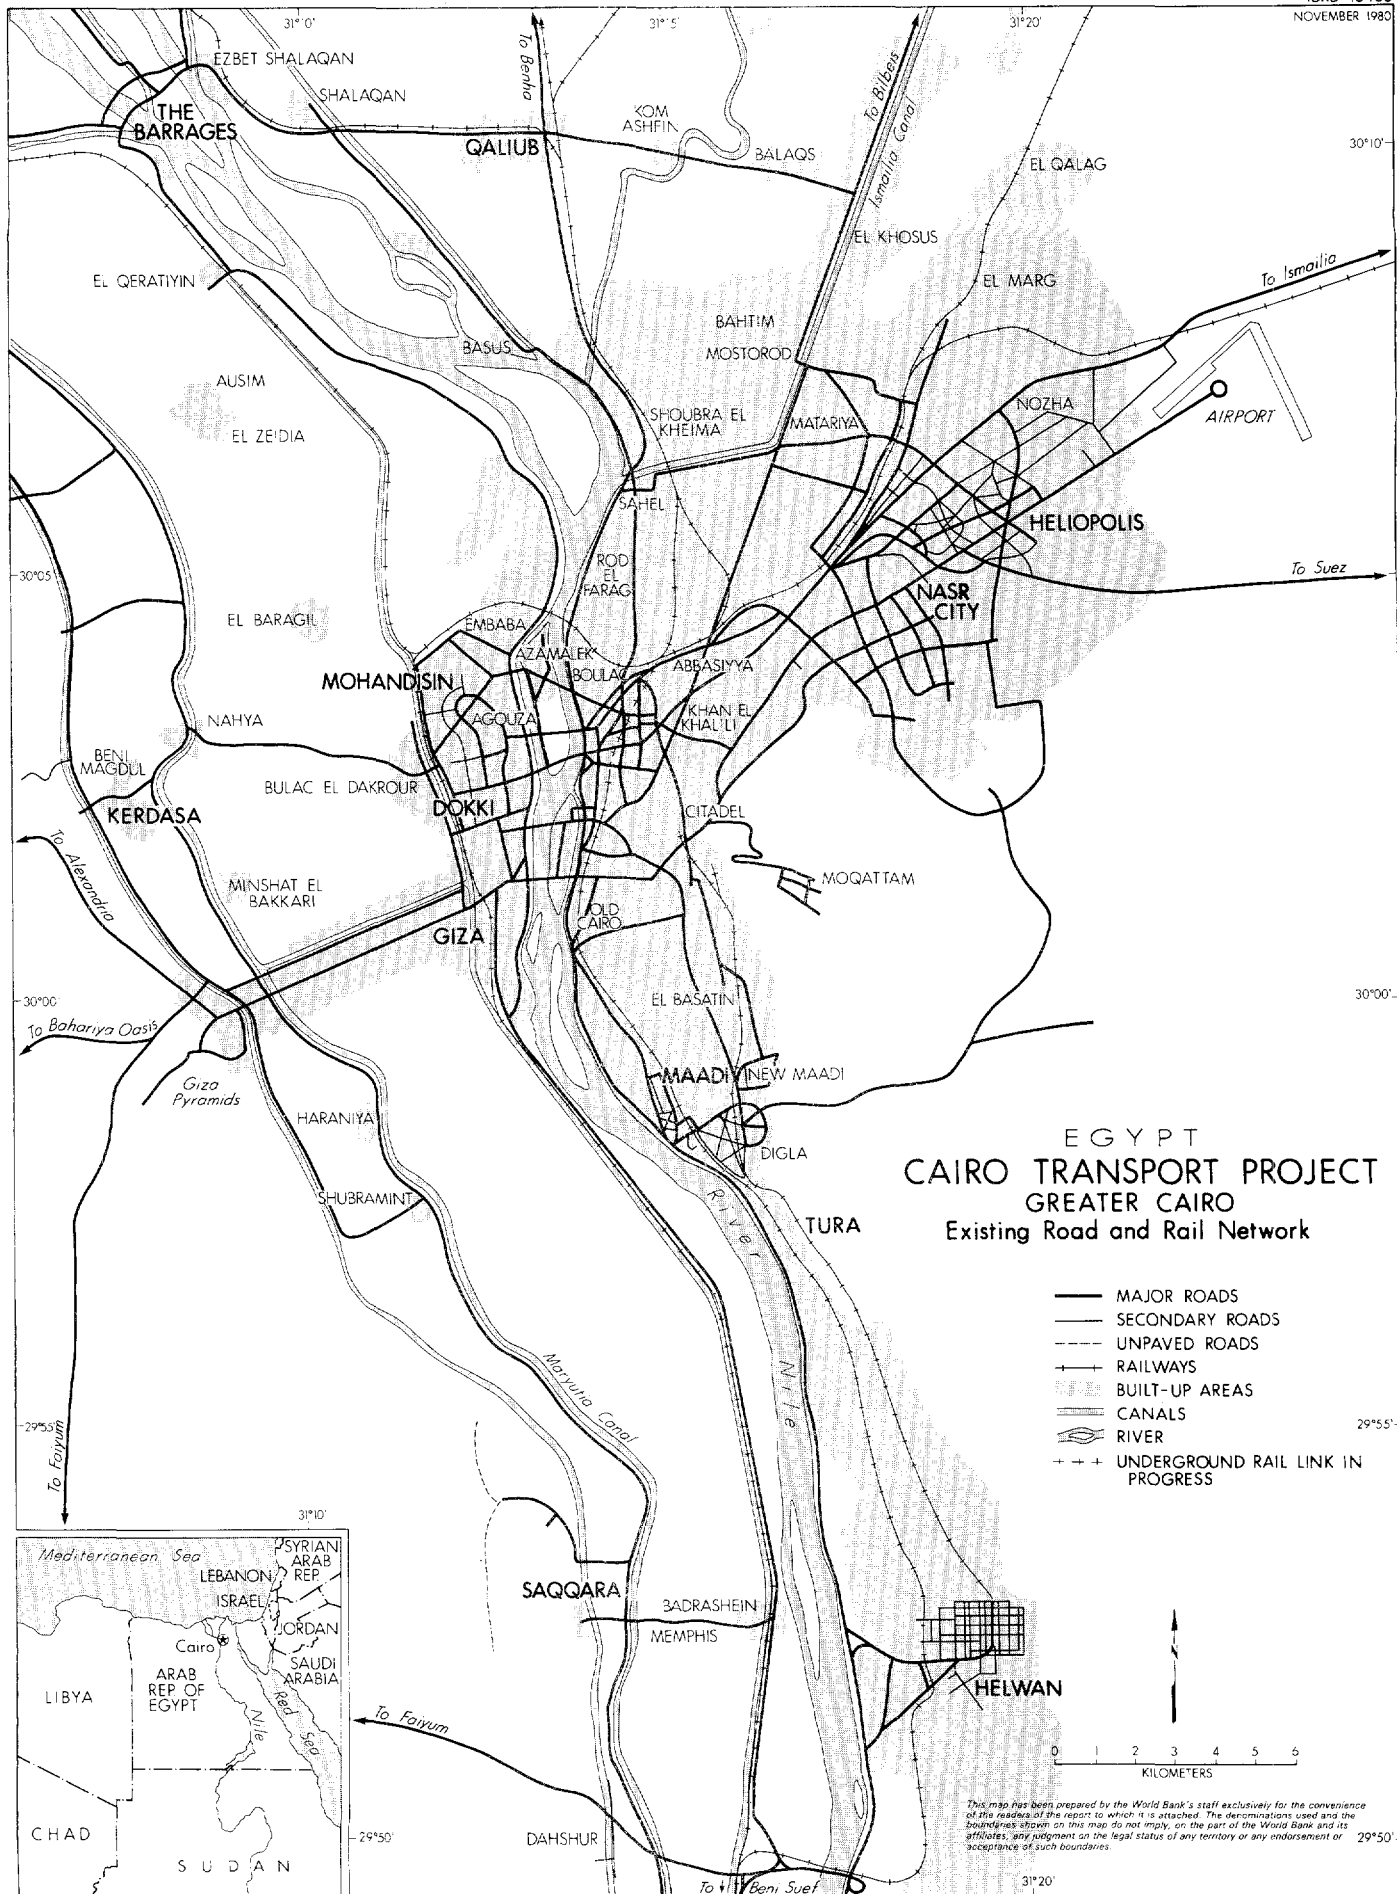 NOVEMBER 1980
31°0'
31°15'
31°20'
To Benha
To Bilbeis
Ismailia Canal
EZBET SHALAQAN
SHALAQAN
THE
BARRAGES
QALIUB
KOM
ASHFIN
BALAQS
30°10'
EL QALAG
EL KHOSUS
To Ismailia
EL QERATIYIN
EL MARG
BAHTIM
MOSTOROD
BASUS
AUSIM
NOZHA
AIRPORT
SHOUBRA EL
KHEIMA
MATARIYA
EL ZEIDIA
SAHEL
HELIOPOLIS
ROD
EL
FARAG
30°05'
To Suez
NASR
CITY
EL BARAGIL
EMBABA
AZAMALEK
BOULAC
ABBASIYYA
MOHANDISIN
AGOUZA
KHAN EL
KHALILI
NAHYA
BENI
MAGDUL
BULAC EL DAKROUR
DOKKI
KERDASA
CITADEL
To Alexandria
MINSHAT EL
BAKKARI
MOQATTAM
OLD
CAIRO
GIZA
30°00'
30°00'
EL BASATIN
To Bahariya Oasis
Giza
Pyramids
MAADI
NEW MAADI
HARANIYA
DIGLA
EGYPT
CAIRO TRANSPORT PROJECT
GREATER CAIRO
Existing Road and Rail Network
SHUBRAMINT
River
Nile
TURA
MAJOR ROADS
SECONDARY ROADS
UNPAVED ROADS
RAILWAYS
BUILT-UP AREAS
CANALS
RIVER
UNDERGROUND RAIL LINK IN
PROGRESS
Maryutia Canal
29°55'
29°55'
To Faiyum
31°10'
Mediterranean Sea
SYRIAN
ARAB
REP.
LEBANON
ISRAEL
JORDAN
Cairo
SAUDI
ARABIA
ARAB
REP OF
EGYPT
LIBYA
Nile
Red Sea
CHAD
SUDAN
SAQQARA
BADRASHEIN
MEMPHIS
HELWAN
To Faiyum
0 1 2 3 4 5 6
KILOMETERS
This map has been prepared by the World Bank's staff exclusively for the convenience
of the readers of the report to which it is attached. The denominations used and the
boundaries shown on this map do not imply, on the part of the World Bank and its
affiliates, any judgment on the legal status of any territory or any endorsement or
acceptance of such boundaries.
29°50'
29°50'
DAHSHUR
To Beni Suef
31°20'